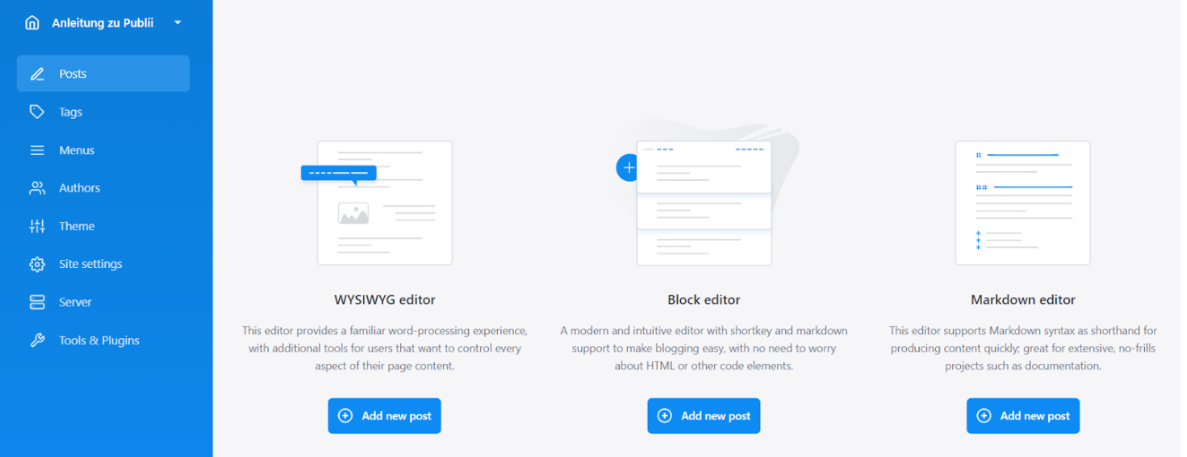 Anleitung zu Publii
Posts
Tags
Menus
Authors
Theme
Site settings
Server
Tools & Plugins
WYSIWYG editor
This editor provides a familiar word-processing experience,
with additional tools for users that want to control every
aspect of their page content.
Add new post
Block editor
A modern and intuitive editor with shortkey and markdown
support to make blogging easy, with no need to worry
about HTML or other code elements.
Add new post
Markdown editor
This editor supports Markdown syntax as shorthand for
producing content quickly; great for extensive, no-frills
projects such as documentation.
Add new post